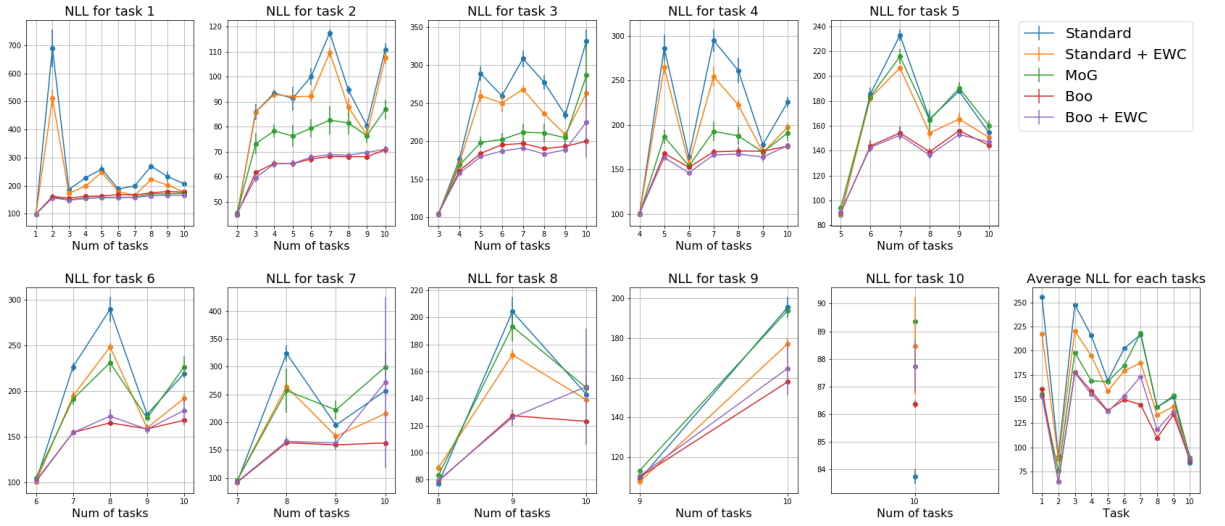 NLL for task 1
NLL for task 2
NLL for task 3
NLL for task 4
NLL for task 5
700
600
500
400
300
200
100
1 2 3 4 5 6 7 8 9 10
Num of tasks
120
110
100
90
80
70
60
50
2 3 4 5 6 7 8 9 10
Num of tasks
350
300
250
200
150
100
3 4 5 6 7 8 9 10
Num of tasks
300
250
200
150
100
4 5 6 7 8 9 10
Num of tasks
240
220
200
180
160
140
120
100
80
5 6 7 8 9 10
Num of tasks
Standard
Standard + EWC
MoG
Boo
Boo + EWC
NLL for task 6
NLL for task 7
NLL for task 8
NLL for task 9
NLL for task 10
Average NLL for each tasks
300
250
200
150
100
6 7 8 9 10
Num of tasks
400
350
300
250
200
150
100
7 8 9 10
Num of tasks
200
180
160
140
120
100
80
8 9 10
Num of tasks
200
180
160
140
120
9 10
Num of tasks
90
89
88
87
86
85
84
10
Num of tasks
250
225
200
175
150
125
100
75
1 2 3 4 5 6 7 8 9 10
Task